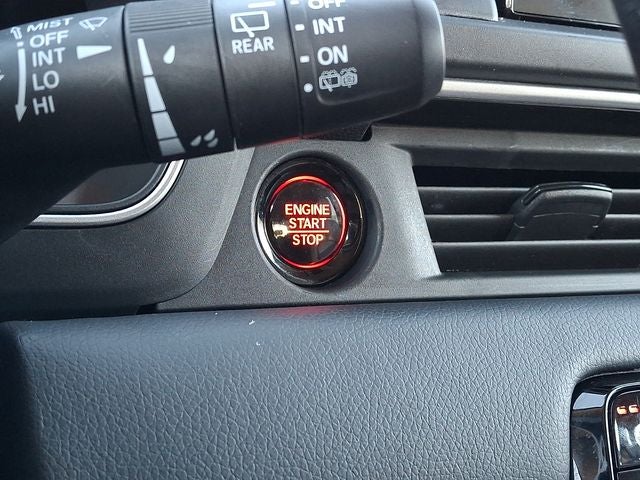 MIST
OFF
INT
LO
HI
REAR
OFF
INT
ON
ENGINE
START
STOP